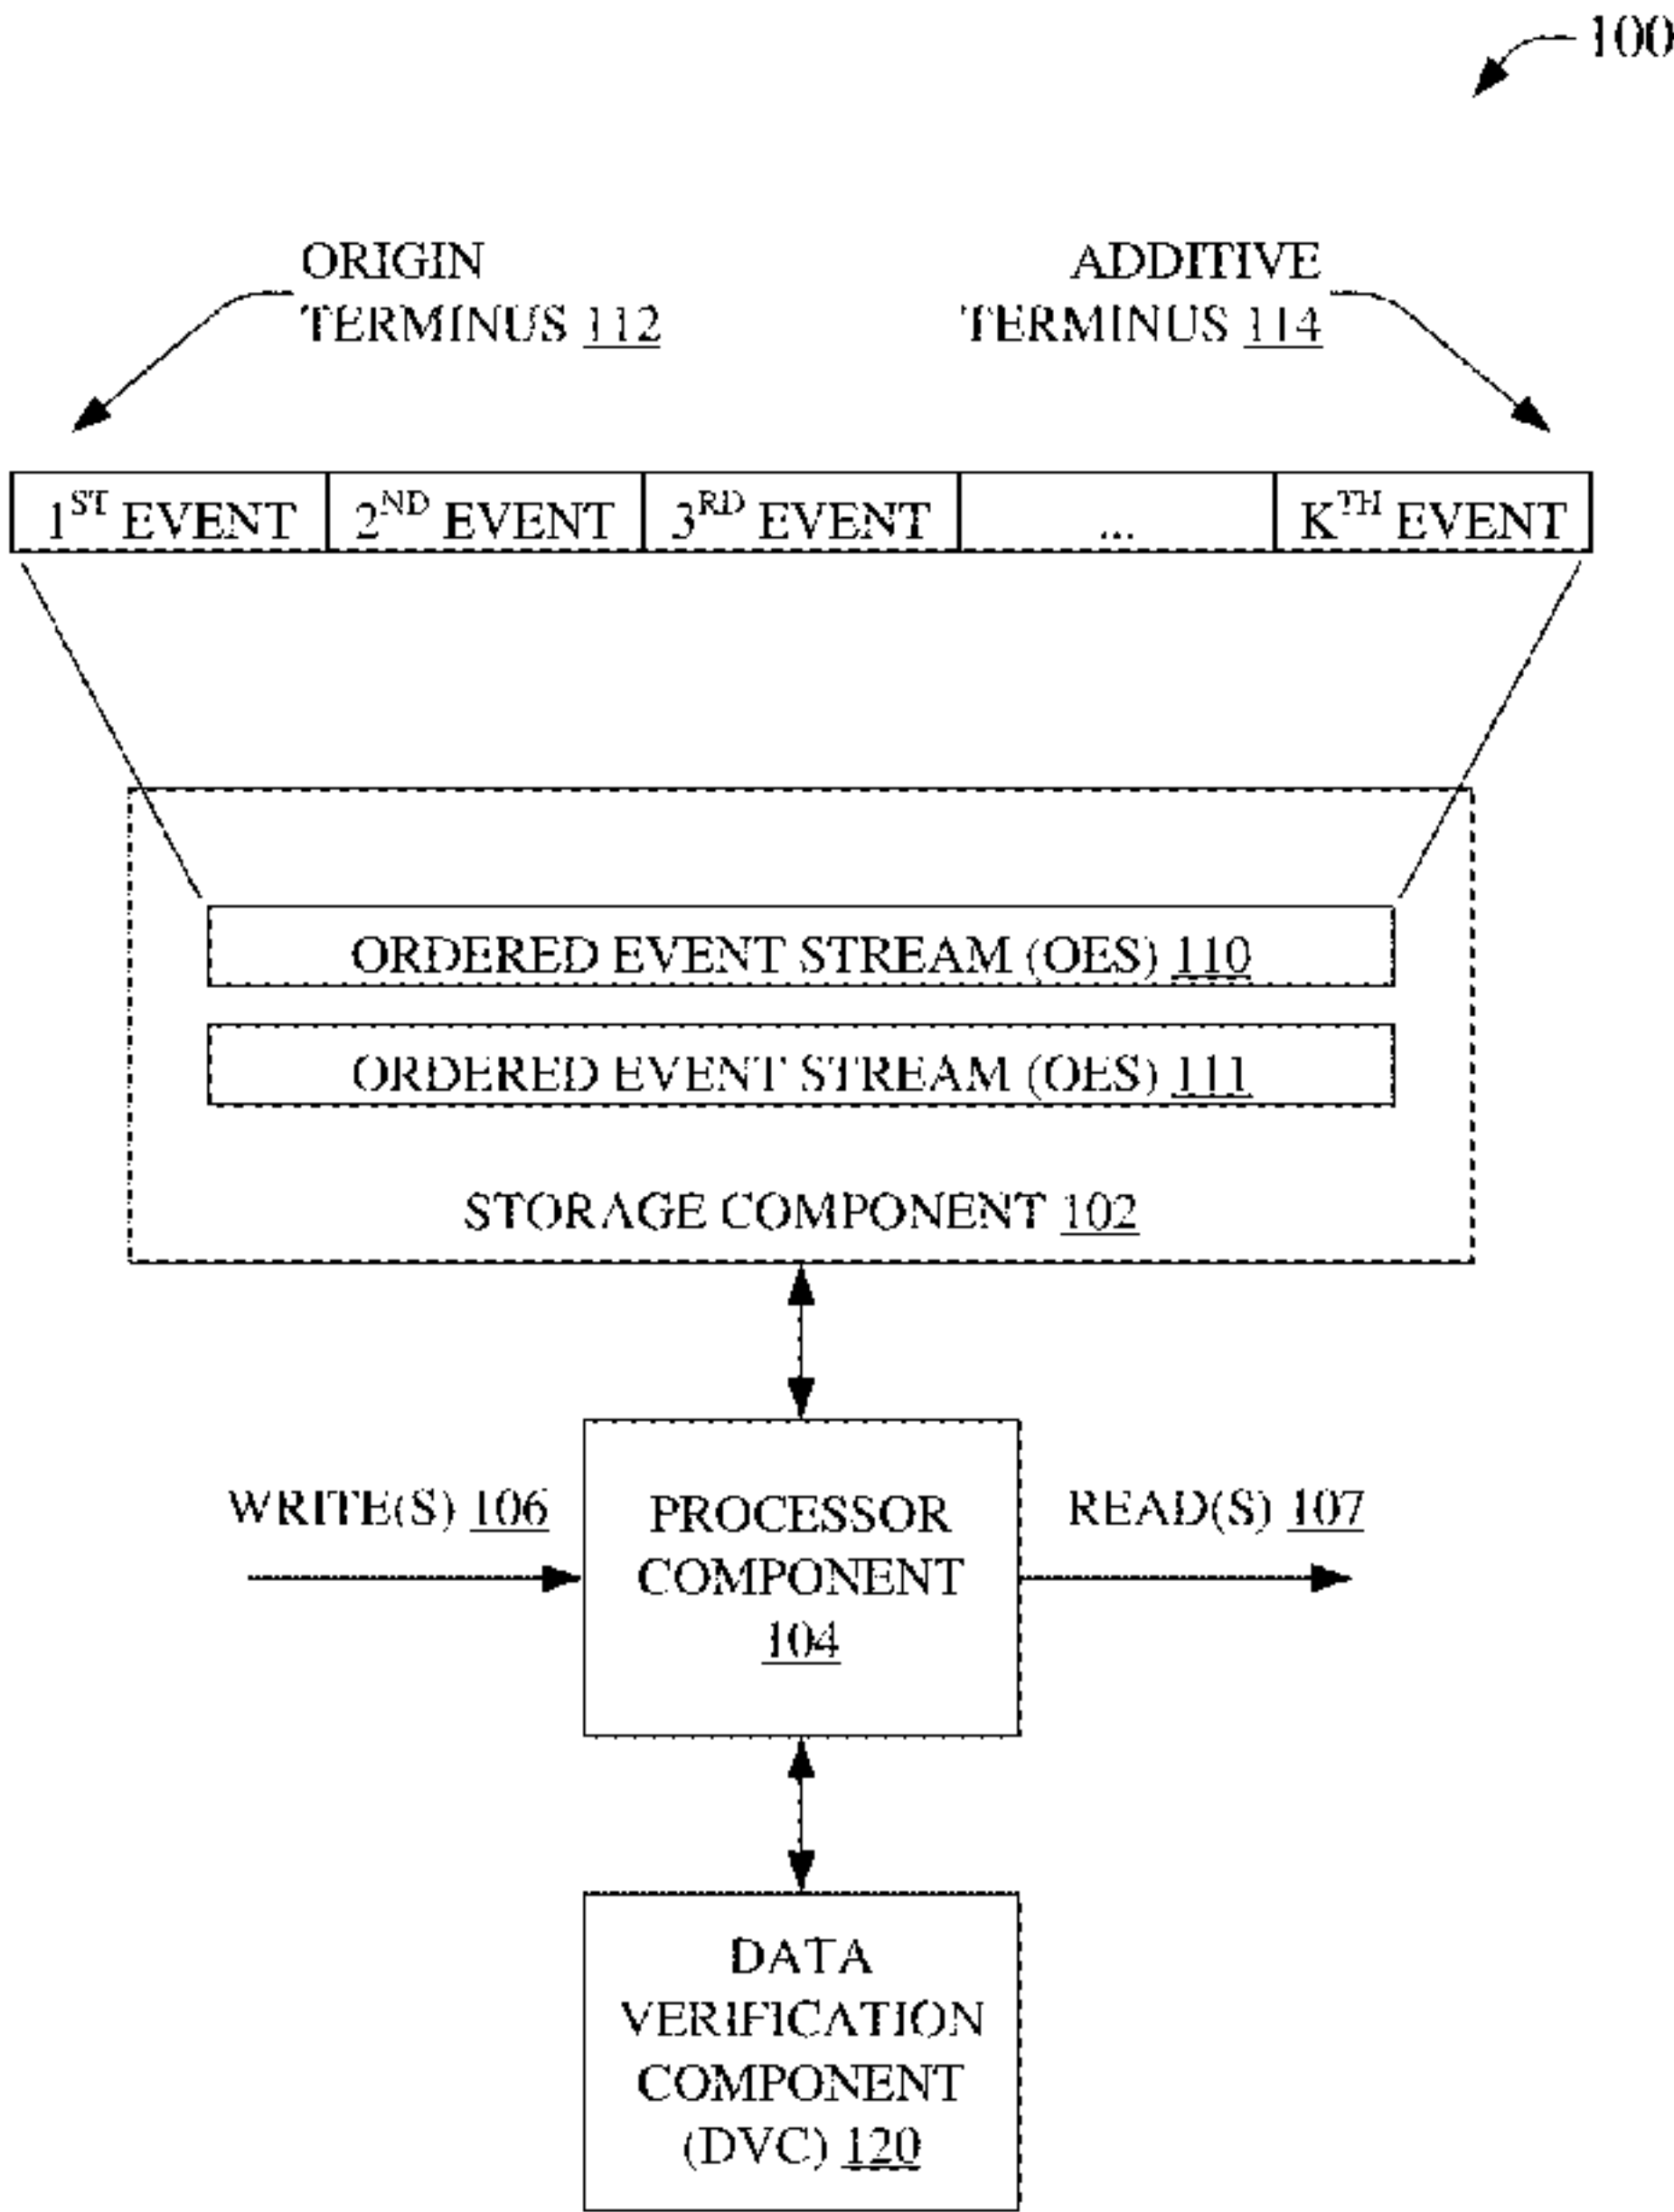 100
ORIGIN
TERMINUS 112
ADDITIVE
TERMINUS 114
1ST EVENT 2ND EVENT 3RD EVENT ... KTH EVENT
ORDERED EVENT STREAM (OES) 110
ORDERED EVENT STREAM (OES) 111
STORAGE COMPONENT 102
WRITE(S) 106
PROCESSOR
COMPONENT
104
READ(S) 107
DATA
VERIFICATION
COMPONENT
(DVC) 120